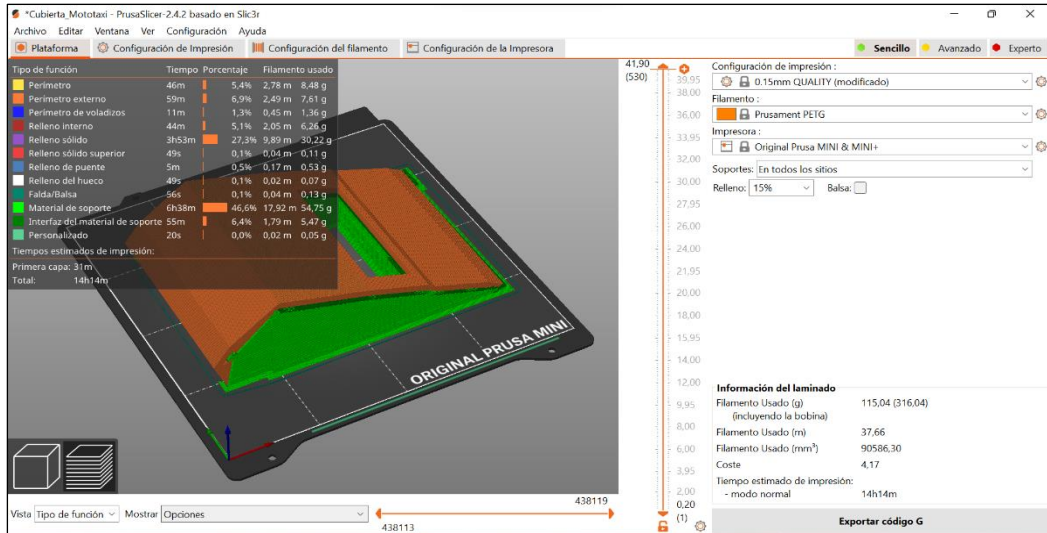 *Cubierta_Mototaxi - PrusaSlicer-2.4.2 basado en Slic3r
Archivo Editar Ventana Ver Configuración Ayuda
Plataforma Configuración de Impresión Configuración del filamento Configuración de la Impresora Sencillo Avanzado Experto
Tipo de función Tiempo Porcentaje Filamento usado
Perímetro 46m 5,4% 2,78 m 8,48 g
Perímetro externo 59m 6,9% 2,49 m 7,61 g
Perímetro de voladizos 11m 1,3% 0,45 m 1,36 g
Relleno interno 44m 5,1% 2,05 m 6,26 g
Relleno sólido 3h53m 27,3% 9,89 m 30,22 g
Relleno sólido superior 49s 0,1% 0,04 m 0,11 g
Relleno de puente 5m 0,5% 0,17 m 0,53 g
Relleno del hueco 49s 0,1% 0,02 m 0,07 g
Falda/Balsa 56s 0,1% 0,04 m 0,13 g
Material de soporte 6h38m 46,6% 17,92 m 54,75 g
Interfaz del material de soporte 55m 6,4% 1,79 m 5,47 g
Personalizado 20s 0,0% 0,02 m 0,05 g
Tiempos estimados de impresión:
Primera capa: 31m
Total: 14h14m
ORIGINAL PRUSA MINI
41,90
(530)
39,95
38,00
35,00
33,95
32,00
30,00
27,95
26,00
24,00
21,95
20,00
17,95
15,95
14,00
12,00
9,95
8,00
6,00
3,95
2,00
0,20
(1)
Configuración de impresión :
0.15mm QUALITY (modificado)
Filamento :
Prusament PETG
Impresora :
Original Prusa MINI & MINI+
Soportes: En todos los sitios
Relleno: 15% Balsa:
Información del laminado
Filamento Usado (g) 115,04 (316,04)
(incluyendo la bobina)
Filamento Usado (m) 37,66
Filamento Usado (mm³) 90586,30
Coste 4,17
Tiempo estimado de impresión:
- modo normal 14h14m
Exportar código G
438119
Vista Tipo de función Mostrar Opciones
438113